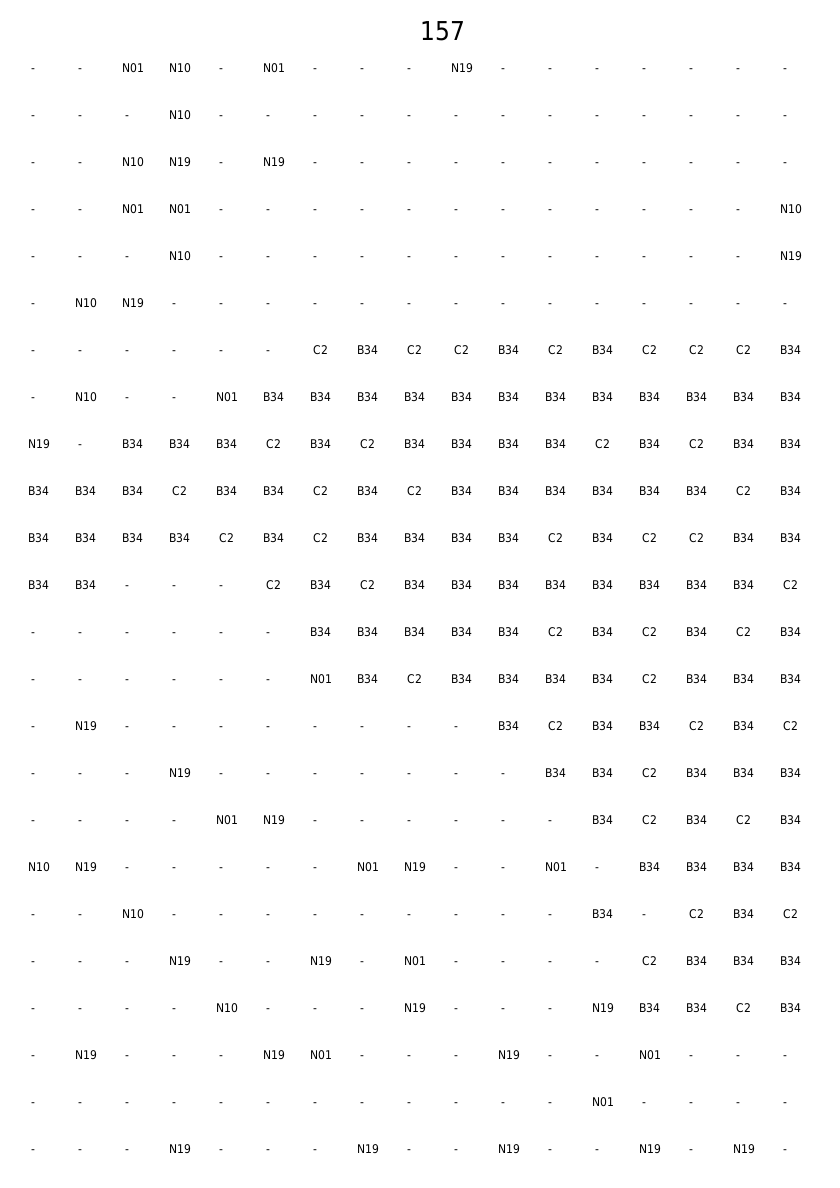 157
- - N01 N10 - N01 - - - N19 - - - - - - -
- - - N10 - - - - - - - - - - - - -
- - N10 N19 - N19 - - - - - - - - - - -
- - N01 N01 - - - - - - - - - - - - N10
- - - N10 - - - - - - - - - - - - N19
- N10 N19 - - - - - - - - - - - - - -
- - - - - - C2 B34 C2 C2 B34 C2 B34 C2 C2 C2 B34
- N10 - - N01 B34 B34 B34 B34 B34 B34 B34 B34 B34 B34 B34 B34
N19 - B34 B34 B34 C2 B34 C2 B34 B34 B34 B34 C2 B34 C2 B34 B34
B34 B34 B34 C2 B34 B34 C2 B34 C2 B34 B34 B34 B34 B34 B34 C2 B34
B34 B34 B34 B34 C2 B34 C2 B34 B34 B34 B34 C2 B34 C2 C2 B34 B34
B34 B34 - - - C2 B34 C2 B34 B34 B34 B34 B34 B34 B34 B34 C2
- - - - - - B34 B34 B34 B34 B34 C2 B34 C2 B34 C2 B34
- - - - - - N01 B34 C2 B34 B34 B34 B34 C2 B34 B34 B34
- N19 - - - - - - - - B34 C2 B34 B34 C2 B34 C2
- - - N19 - - - - - - - B34 B34 C2 B34 B34 B34
- - - - N01 N19 - - - - - - B34 C2 B34 C2 B34
N10 N19 - - - - - N01 N19 - - N01 - B34 B34 B34 B34
- - N10 - - - - - - - - - B34 - C2 B34 C2
- - - N19 - - N19 - N01 - - - - C2 B34 B34 B34
- - - - N10 - - - N19 - - - N19 B34 B34 C2 B34
- N19 - - - N19 N01 - - - N19 - - N01 - - -
- - - - - - - - - - - - N01 - - - -
- - - N19 - - - N19 - - N19 - - N19 - N19 -